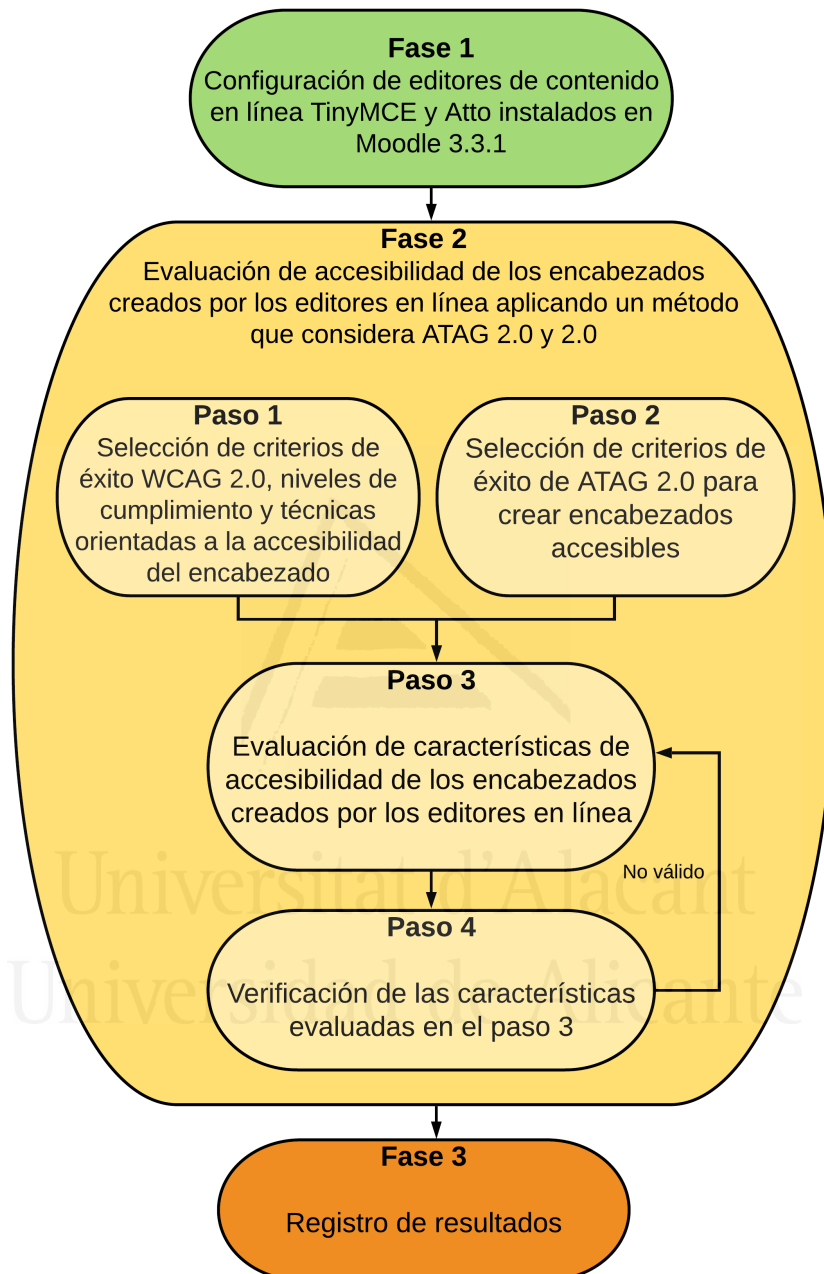 Fase 1
Configuración de editores de contenido
en línea TinyMCE y Atto instalados en
Moodle 3.3.1
Fase 2
Evaluación de accesibilidad de los encabezados
creados por los editores en línea aplicando un método
que considera ATAG 2.0 y 2.0
Paso 1
Selección de criterios de
éxito WCAG 2.0, niveles de
cumplimiento y técnicas
orientadas a la accesibilidad
del encabezado
Paso 2
Selección de criterios de
éxito de ATAG 2.0 para
crear encabezados
accesibles
Paso 3
Evaluación de características de
accesibilidad de los encabezados
creados por los editores en línea
No válido
Universitat d'Alacant
Paso 4
Universidad de Alicante
Verificación de las características
evaluadas en el paso 3
Fase 3
Registro de resultados